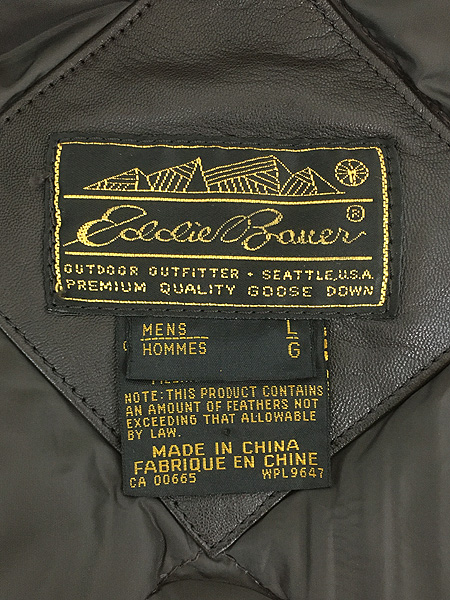 Eddie Bauer®
OUTDOOR OUTFITTER • SEATTLE, U.S.A.
PREMIUM QUALITY GOOSE DOWN
MENS L
HOMMES G
NOTE: THIS PRODUCT CONTAINS
AN AMOUNT OF FEATHERS NOT
EXCEEDING THAT ALLOWABLE
BY LAW.
MADE IN CHINA
FABRIQUE EN CHINE
CA 00665 WPL9647